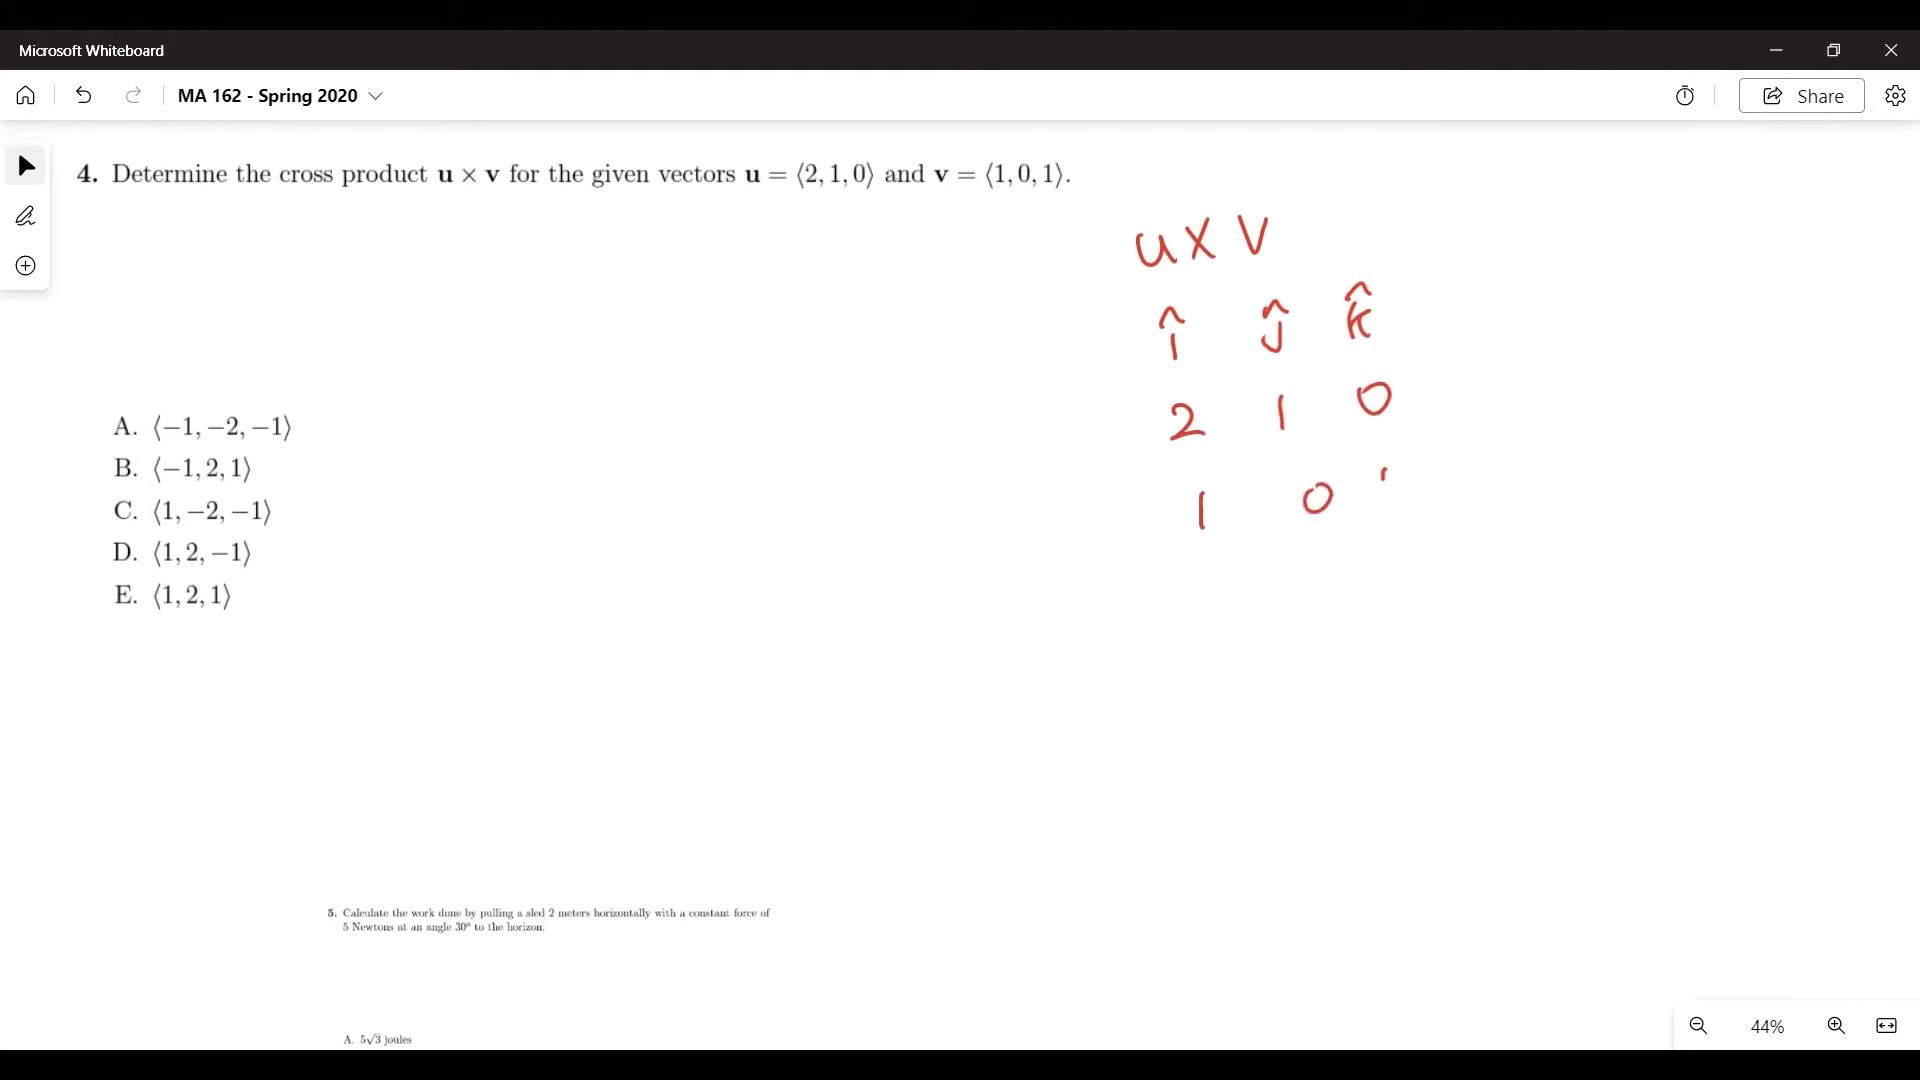 Microsoft Whiteboard
MA 162 - Spring 2020
Share
4. Determine the cross product u × v for the given vectors u = ⟨2, 1, 0⟩ and v = ⟨1, 0, 1⟩.
u X V
î ĵ k̂
2 1 0
1 0
A. ⟨−1, −2, −1⟩
B. ⟨−1, 2, 1⟩
C. ⟨1, −2, −1⟩
D. ⟨1, 2, −1⟩
E. ⟨1, 2, 1⟩
5. Calculate the work done by pulling a sled 2 meters horizontally with a constant force of
5 Newtons at an angle 30° to the horizon.
A. 5√3 joules
44%